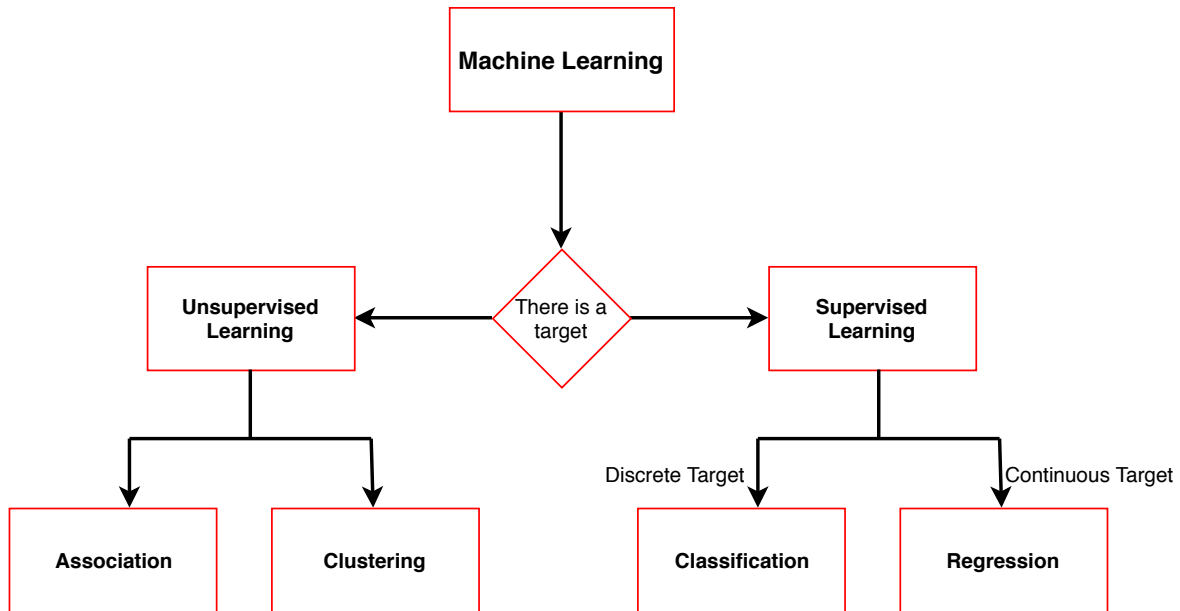 Machine Learning
There is a
target
Unsupervised
Learning
Supervised
Learning
Discrete Target
Continuous Target
Association
Clustering
Classification
Regression